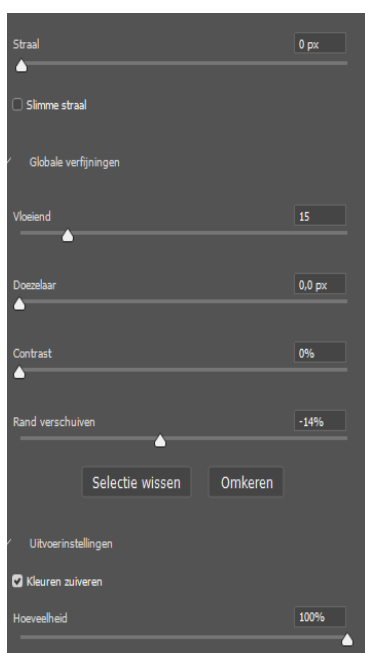 Straal 0 px
Slimme straal
Globale verfijningen
Vloeiend 15
Doezelaar 0,0 px
Contrast 0%
Rand verschuiven -14%
Selectie wissen Omkeren
Uitvoerinstellingen
Kleuren zuiveren
Hoeveelheid 100%